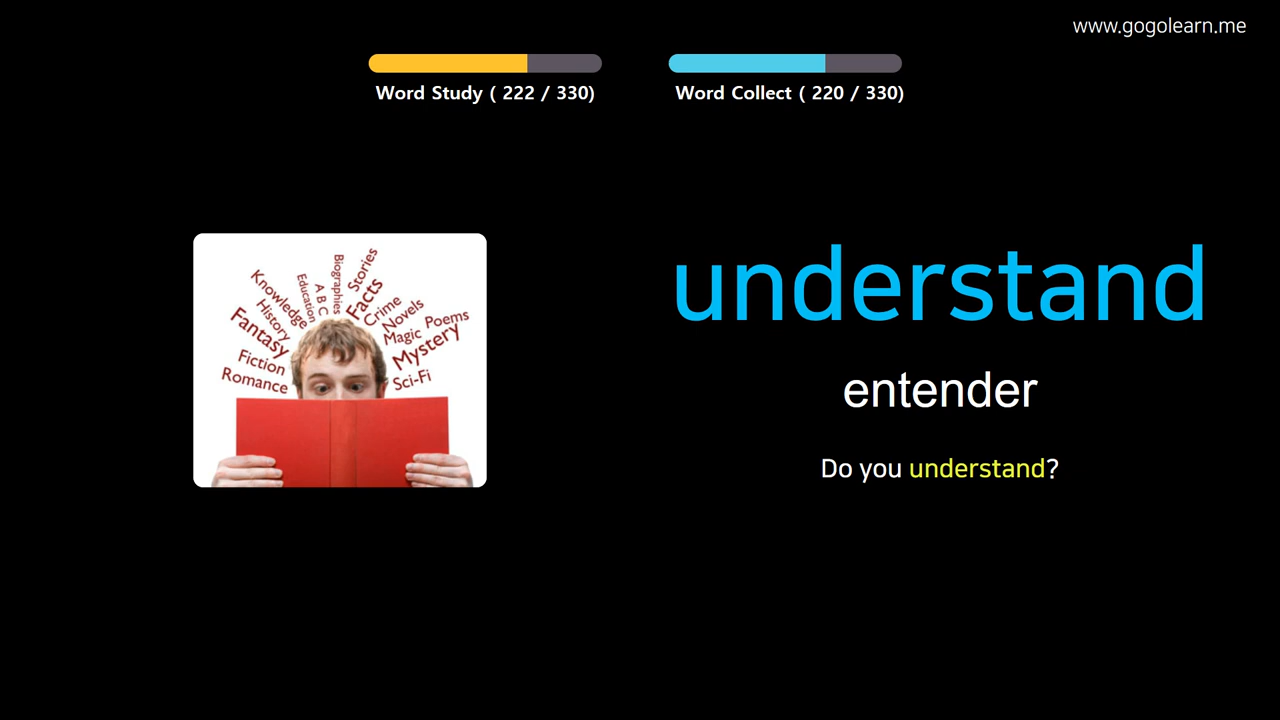 www.gogolearn.me
Word Study ( 222 / 330)
Word Collect ( 220 / 330)
Knowledge
History
Fantasy
Fiction
Romance
Education
A B C
Biographies
Stories
Facts
Crime
Novels
Magic
Poems
Mystery
Sci-Fi
understand
entender
Do you understand?